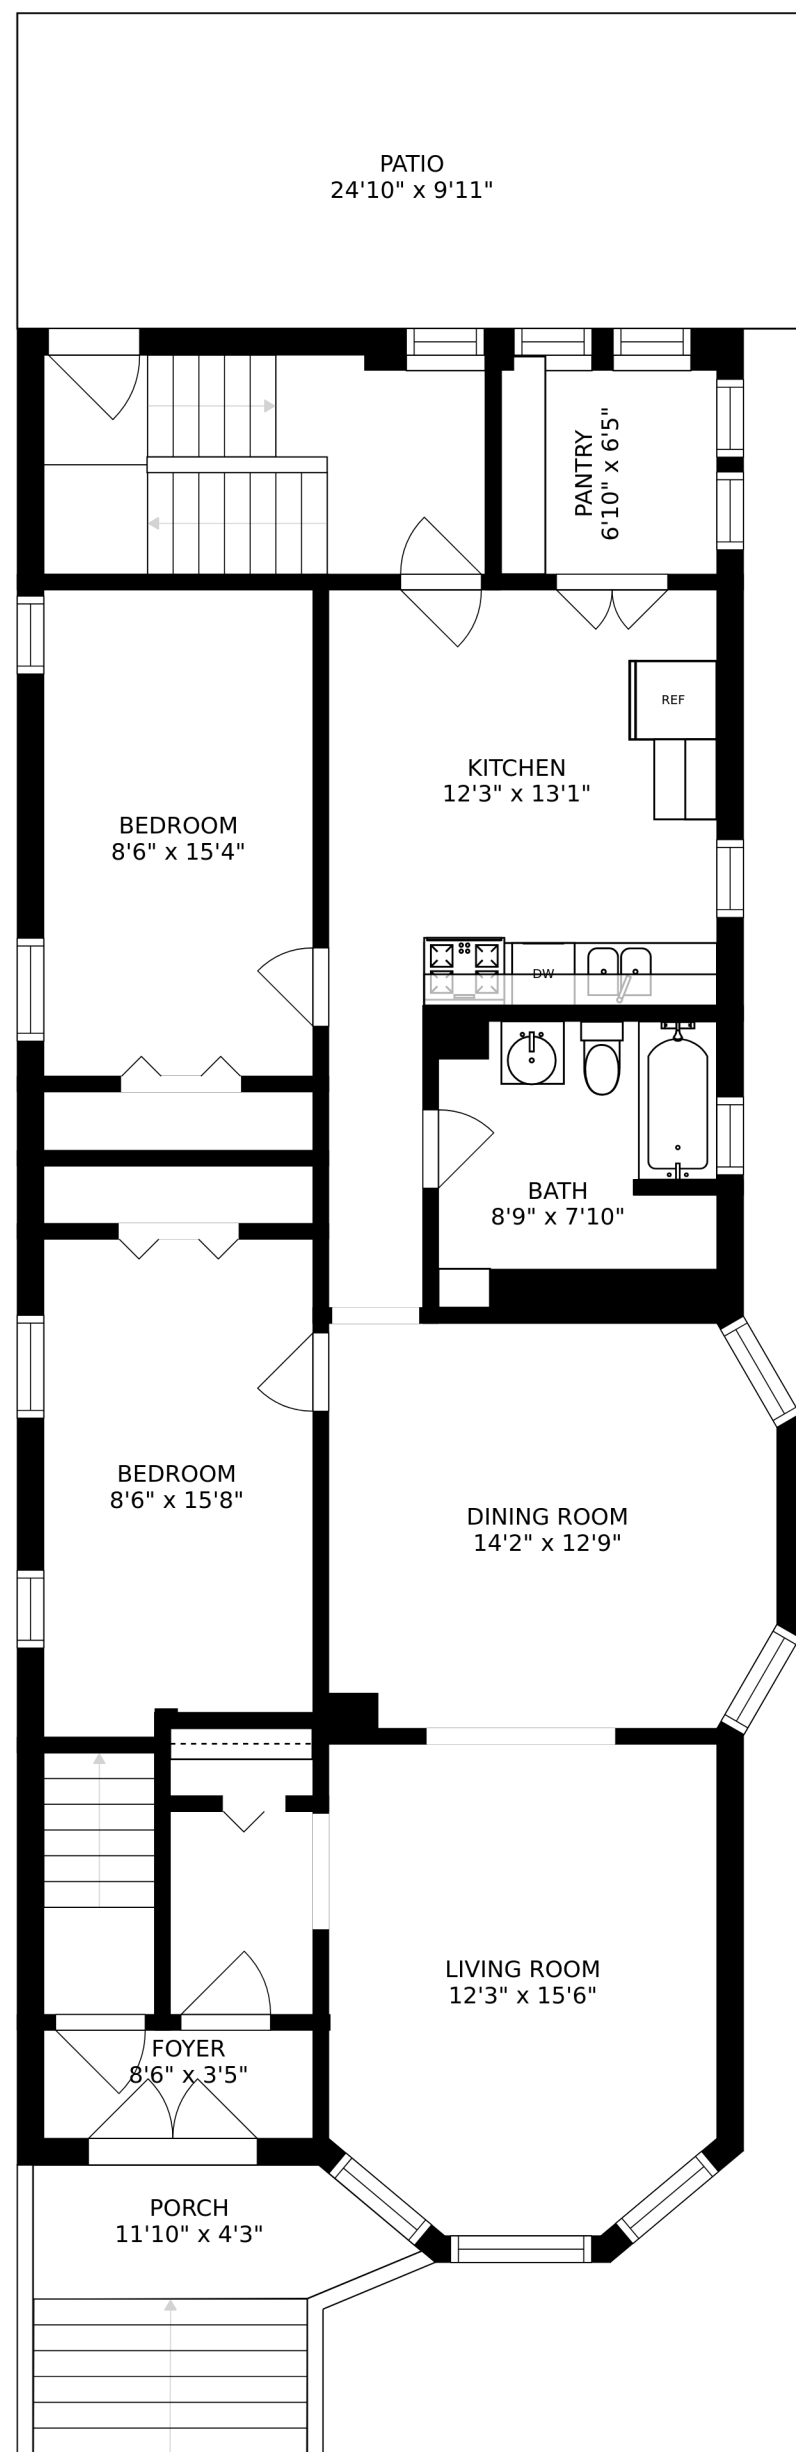 PATIO
24'10" x 9'11"
PANTRY
6'10" x 6'5"
REF
KITCHEN
12'3" x 13'1"
BEDROOM
8'6" x 15'4"
DW
BATH
8'9" x 7'10"
BEDROOM
8'6" x 15'8"
DINING ROOM
14'2" x 12'9"
LIVING ROOM
12'3" x 15'6"
FOYER
8'6" x 3'5"
PORCH
11'10" x 4'3"